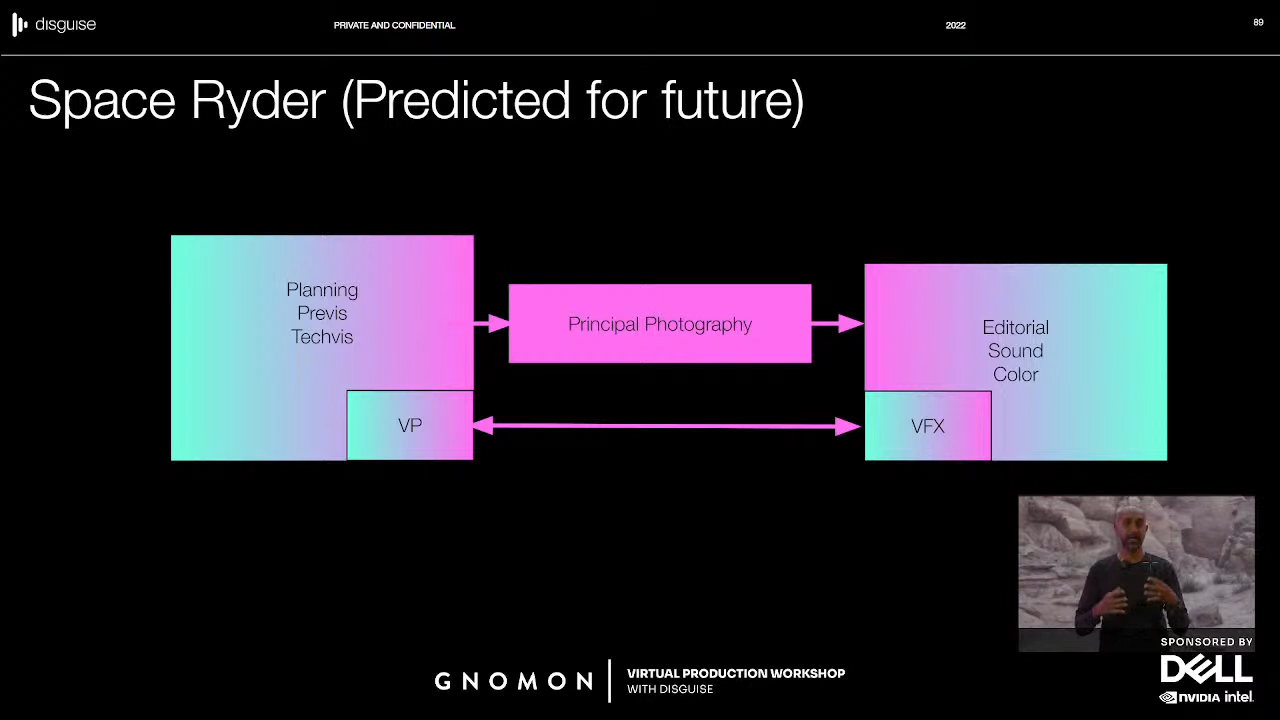 disguise
PRIVATE AND CONFIDENTIAL
2022
89
Space Ryder (Predicted for future)
Planning
Previs
Techvis
VP
Principal Photography
Editorial
Sound
Color
VFX
SPONSORED BY
DELL
NVIDIA intel.
GNOMON
VIRTUAL PRODUCTION WORKSHOP
WITH DISGUISE